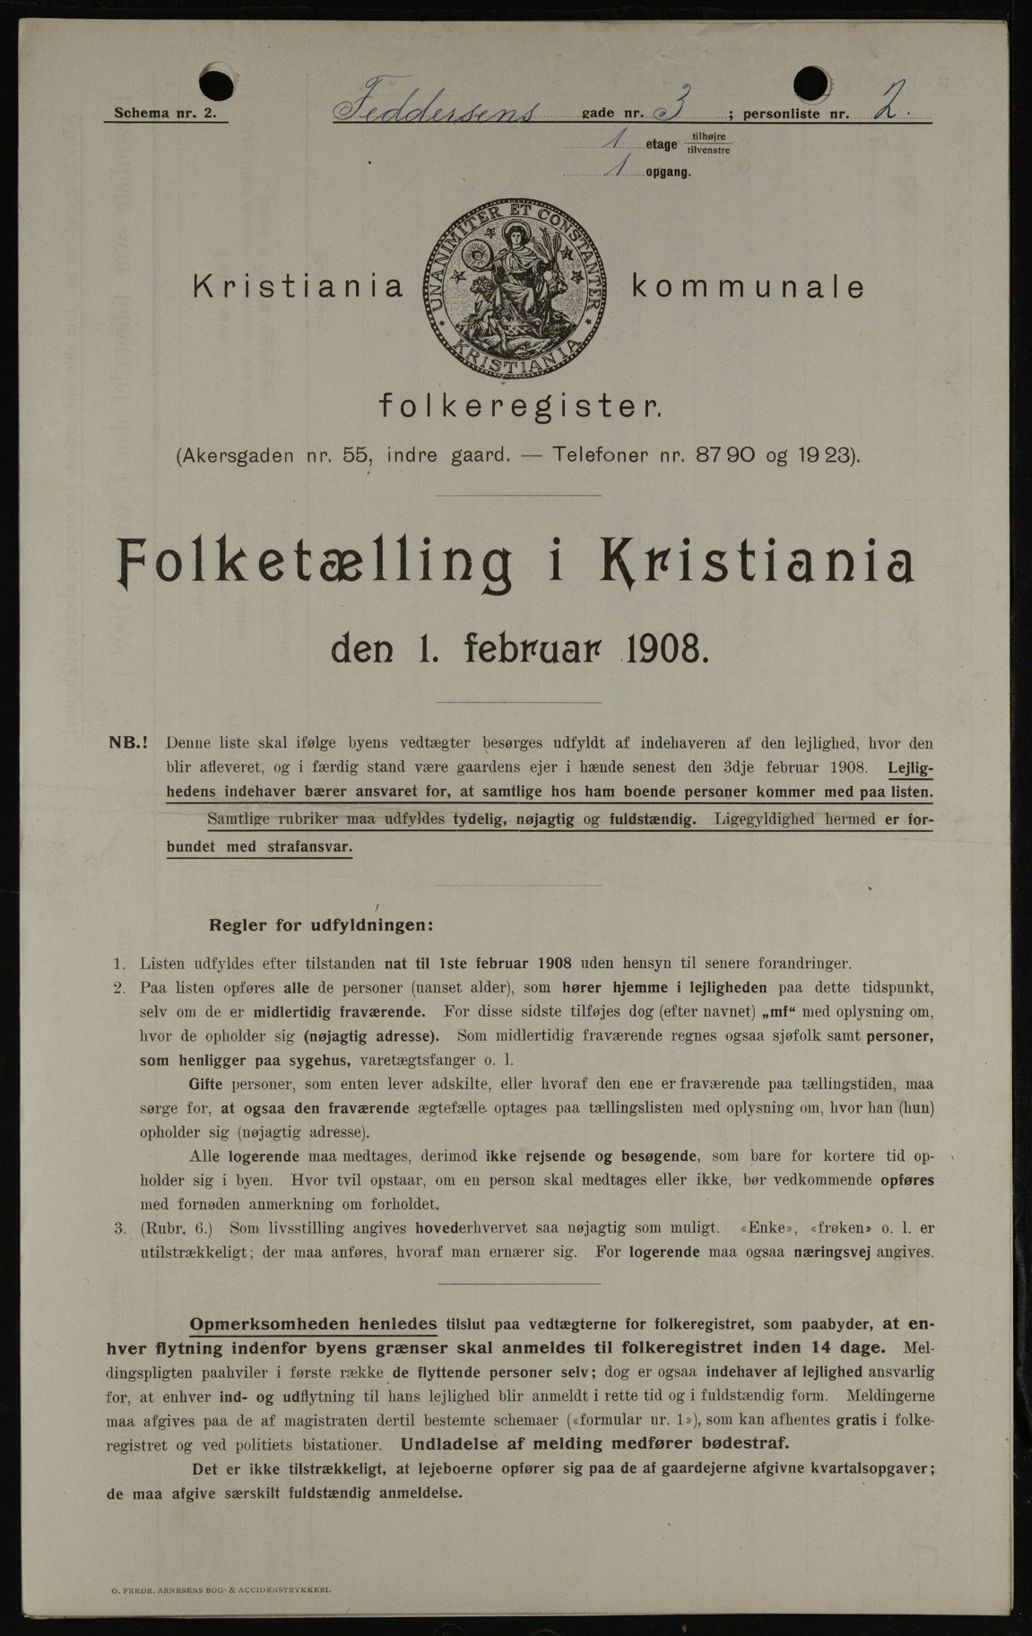 Schema nr. 2. Feddersens gade nr. 3 ; personliste nr. 2.
1 etage tilhøjre
tilvenstre
1 opgang.
UNANIMITER ET CONSTANTER
KRISTIANIA
Kristiania kommunale
folkeregister.
(Akersgaden nr. 55, indre gaard. — Telefoner nr. 87 90 og 19 23).
Folketælling i Kristiania
den 1. februar 1908.
NB.! Denne liste skal ifølge byens vedtægter besørges udfyldt af indehaveren af den lejlighed, hvor den
blir afleveret, og i færdig stand være gaardens ejer i hænde senest den 3dje februar 1908. Lejlig-
hedens indehaver bærer ansvaret for, at samtlige hos ham boende personer kommer med paa listen.
Samtlige rubriker maa udfyldes tydelig, nøjagtig og fuldstændig. Ligegyldighed hermed er for-
bundet med strafansvar.
Regler for udfyldningen:
1. Listen udfyldes efter tilstanden nat til 1ste februar 1908 uden hensyn til senere forandringer.
2. Paa listen opføres alle de personer (uanset alder), som hører hjemme i lejligheden paa dette tidspunkt,
selv om de er midlertidig fraværende. For disse sidste tilføjes dog (efter navnet) „mf“ med oplysning om,
hvor de opholder sig (nøjagtig adresse). Som midlertidig fraværende regnes ogsaa sjøfolk samt personer,
som henligger paa sygehus, varetægtsfanger o. l.
Gifte personer, som enten lever adskilte, eller hvoraf den ene er fraværende paa tællingstiden, maa
sørge for, at ogsaa den fraværende ægtefælle optages paa tællingslisten med oplysning om, hvor han (hun)
opholder sig (nøjagtig adresse).
Alle logerende maa medtages, derimod ikke rejsende og besøgende, som bare for kortere tid op-
holder sig i byen. Hvor tvil opstaar, om en person skal medtages eller ikke, bør vedkommende opføres
med fornøden anmerkning om forholdet.
3. (Rubr. 6.) Som livsstilling angives hovederhvervet saa nøjagtig som muligt. «Enke», «frøken» o. l. er
utilstrækkeligt; der maa anføres, hvoraf man ernærer sig. For logerende maa ogsaa næringsvej angives.
Opmerksomheden henledes tilslut paa vedtægterne for folkeregistret, som paabyder, at en-
hver flytning indenfor byens grænser skal anmeldes til folkeregistret inden 14 dage. Mel-
dingspligten paahviler i første række de flyttende personer selv; dog er ogsaa indehaver af lejlighed ansvarlig
for, at enhver ind- og udflytning til hans lejlighed blir anmeldt i rette tid og i fuldstændig form. Meldingerne
maa afgives paa de af magistraten dertil bestemte schemaer («formular nr. 1»), som kan afhentes gratis i folke-
registret og ved politiets bistationer. Undladelse af melding medfører bødestraf.
Det er ikke tilstrækkeligt, at lejeboerne opfører sig paa de af gaardejerne afgivne kvartalsopgaver;
de maa afgive særskilt fuldstændig anmeldelse.
O. FREDR. ARNESENS BOG- & ACCIDENSTRYKKERI.